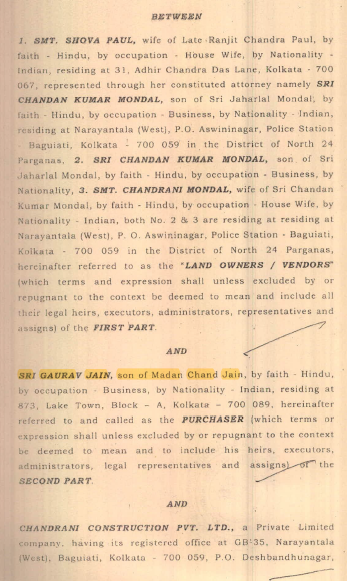 BETWEEN
1. SMT. SHOVA PAUL, wife of Late Ranjit Chandra Paul, by
faith - Hindu, by occupation - House Wife, by Nationality -
Indian, residing at 31, Adhir Chandra Das Lane, Kolkata - 700
067, represented through her constituted attorney namely SRI
CHANDAN KUMAR MONDAL, son of Sri Jaharlal Mondal, by
faith - Hindu, by occupation - Business, by Nationality - Indian,
residing at Narayantala (West), P.O. Aswininagar, Police Station
- Baguiati, Kolkata - 700 059 in the District of North 24
Parganas, 2. SRI CHANDAN KUMAR MONDAL, son of Sri
Jaharlal Mondal, by faith - Hindu, by occupation - Business, by
Nationality, 3. SMT. CHANDRANI MONDAL, wife of Sri Chandan
Kumar Mondal, by faith - Hindu, by occupation - House Wife, by
Nationality - Indian, both No. 2 & 3 are residing at residing at
Narayantala (West), P. O. Aswininagar, Police Station - Baguiati,
Kolkata - 700 059 in the District of North 24 Parganas,
hereinafter referred to as the "LAND OWNERS / VENDORS"
(which terms and expression shall unless excluded by or
repugnant to the context be deemed to mean and include all
their legal heirs, executors, administrators, representatives and
assigns) of the FIRST PART.
AND
SRI GAURAV JAIN, son of Madan Chand Jain, by faith - Hindu,
by occupation - Business, by Nationality - Indian, residing at
873, Lake Town, Block - A, Kolkata - 700 089, hereinafter
referred to and called as the PURCHASER (which terms or
expression shall unless excluded by or repugnant to the context
be deemed to mean and to include his heirs, executors,
administrators, legal representatives and assigns) of the
SECOND PART.
AND
CHANDRANI CONSTRUCTION PVT. LTD., a Private Limited
company, having its registered office at GB-35, Narayantala
(West), Baguiati, Kolkata - 700 059, P.O. Deshbandhunagar,